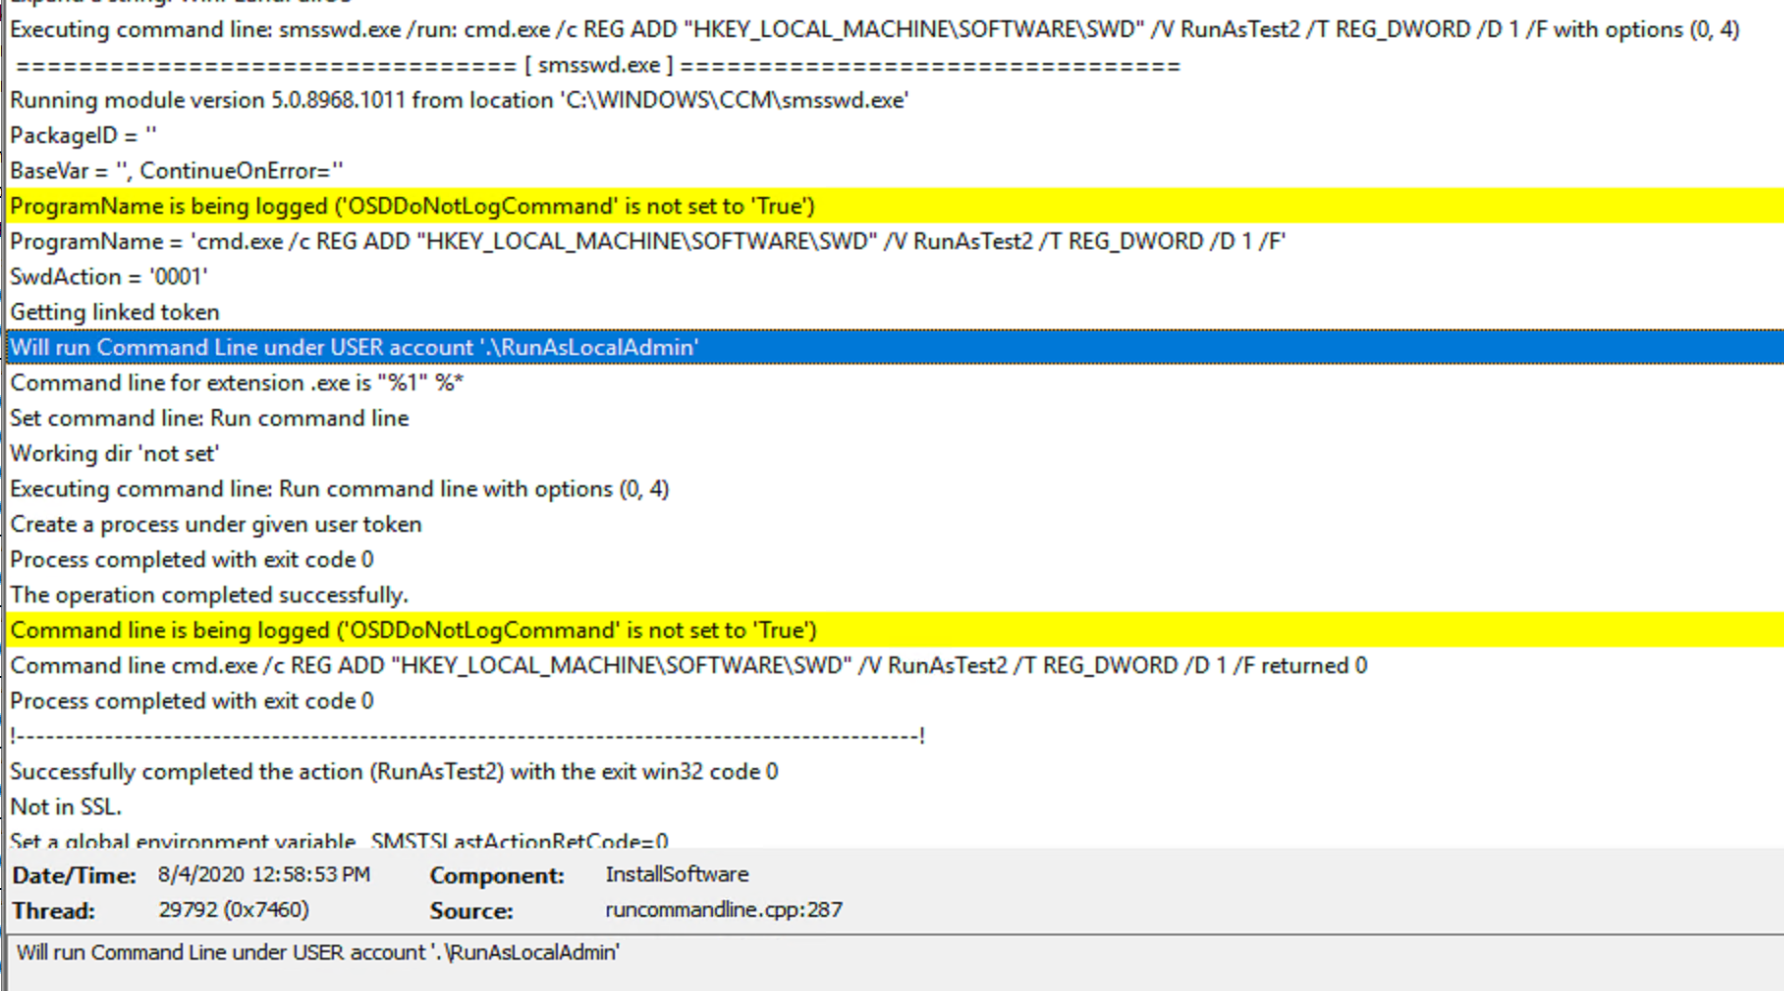 Executing command line: smsswd.exe /run: cmd.exe /c REG ADD "HKEY_LOCAL_MACHINE\SOFTWARE\SWD" /V RunAsTest2 /T REG_DWORD /D 1 /F with options (0, 4)
================================ [ smsswd.exe ] ================================
Running module version 5.0.8968.1011 from location 'C:\WINDOWS\CCM\smsswd.exe'
PackageID = ''
BaseVar = '', ContinueOnError=''
ProgramName is being logged ('OSDDoNotLogCommand' is not set to 'True')
ProgramName = 'cmd.exe /c REG ADD "HKEY_LOCAL_MACHINE\SOFTWARE\SWD" /V RunAsTest2 /T REG_DWORD /D 1 /F'
SwdAction = '0001'
Getting linked token
Will run Command Line under USER account '.\RunAsLocalAdmin'
Command line for extension .exe is "%1" %*
Set command line: Run command line
Working dir 'not set'
Executing command line: Run command line with options (0, 4)
Create a process under given user token
Process completed with exit code 0
The operation completed successfully.
Command line is being logged ('OSDDoNotLogCommand' is not set to 'True')
Command line cmd.exe /c REG ADD "HKEY_LOCAL_MACHINE\SOFTWARE\SWD" /V RunAsTest2 /T REG_DWORD /D 1 /F returned 0
Process completed with exit code 0
!----------------------------------------------------------------------------------------!
Successfully completed the action (RunAsTest2) with the exit win32 code 0
Not in SSL.
Set a global environment variable _SMSTSLastActionRetCode=0
Date/Time: 8/4/2020 12:58:53 PM Component: InstallSoftware
Thread: 29792 (0x7460) Source: runcommandline.cpp:287
Will run Command Line under USER account '.\RunAsLocalAdmin'